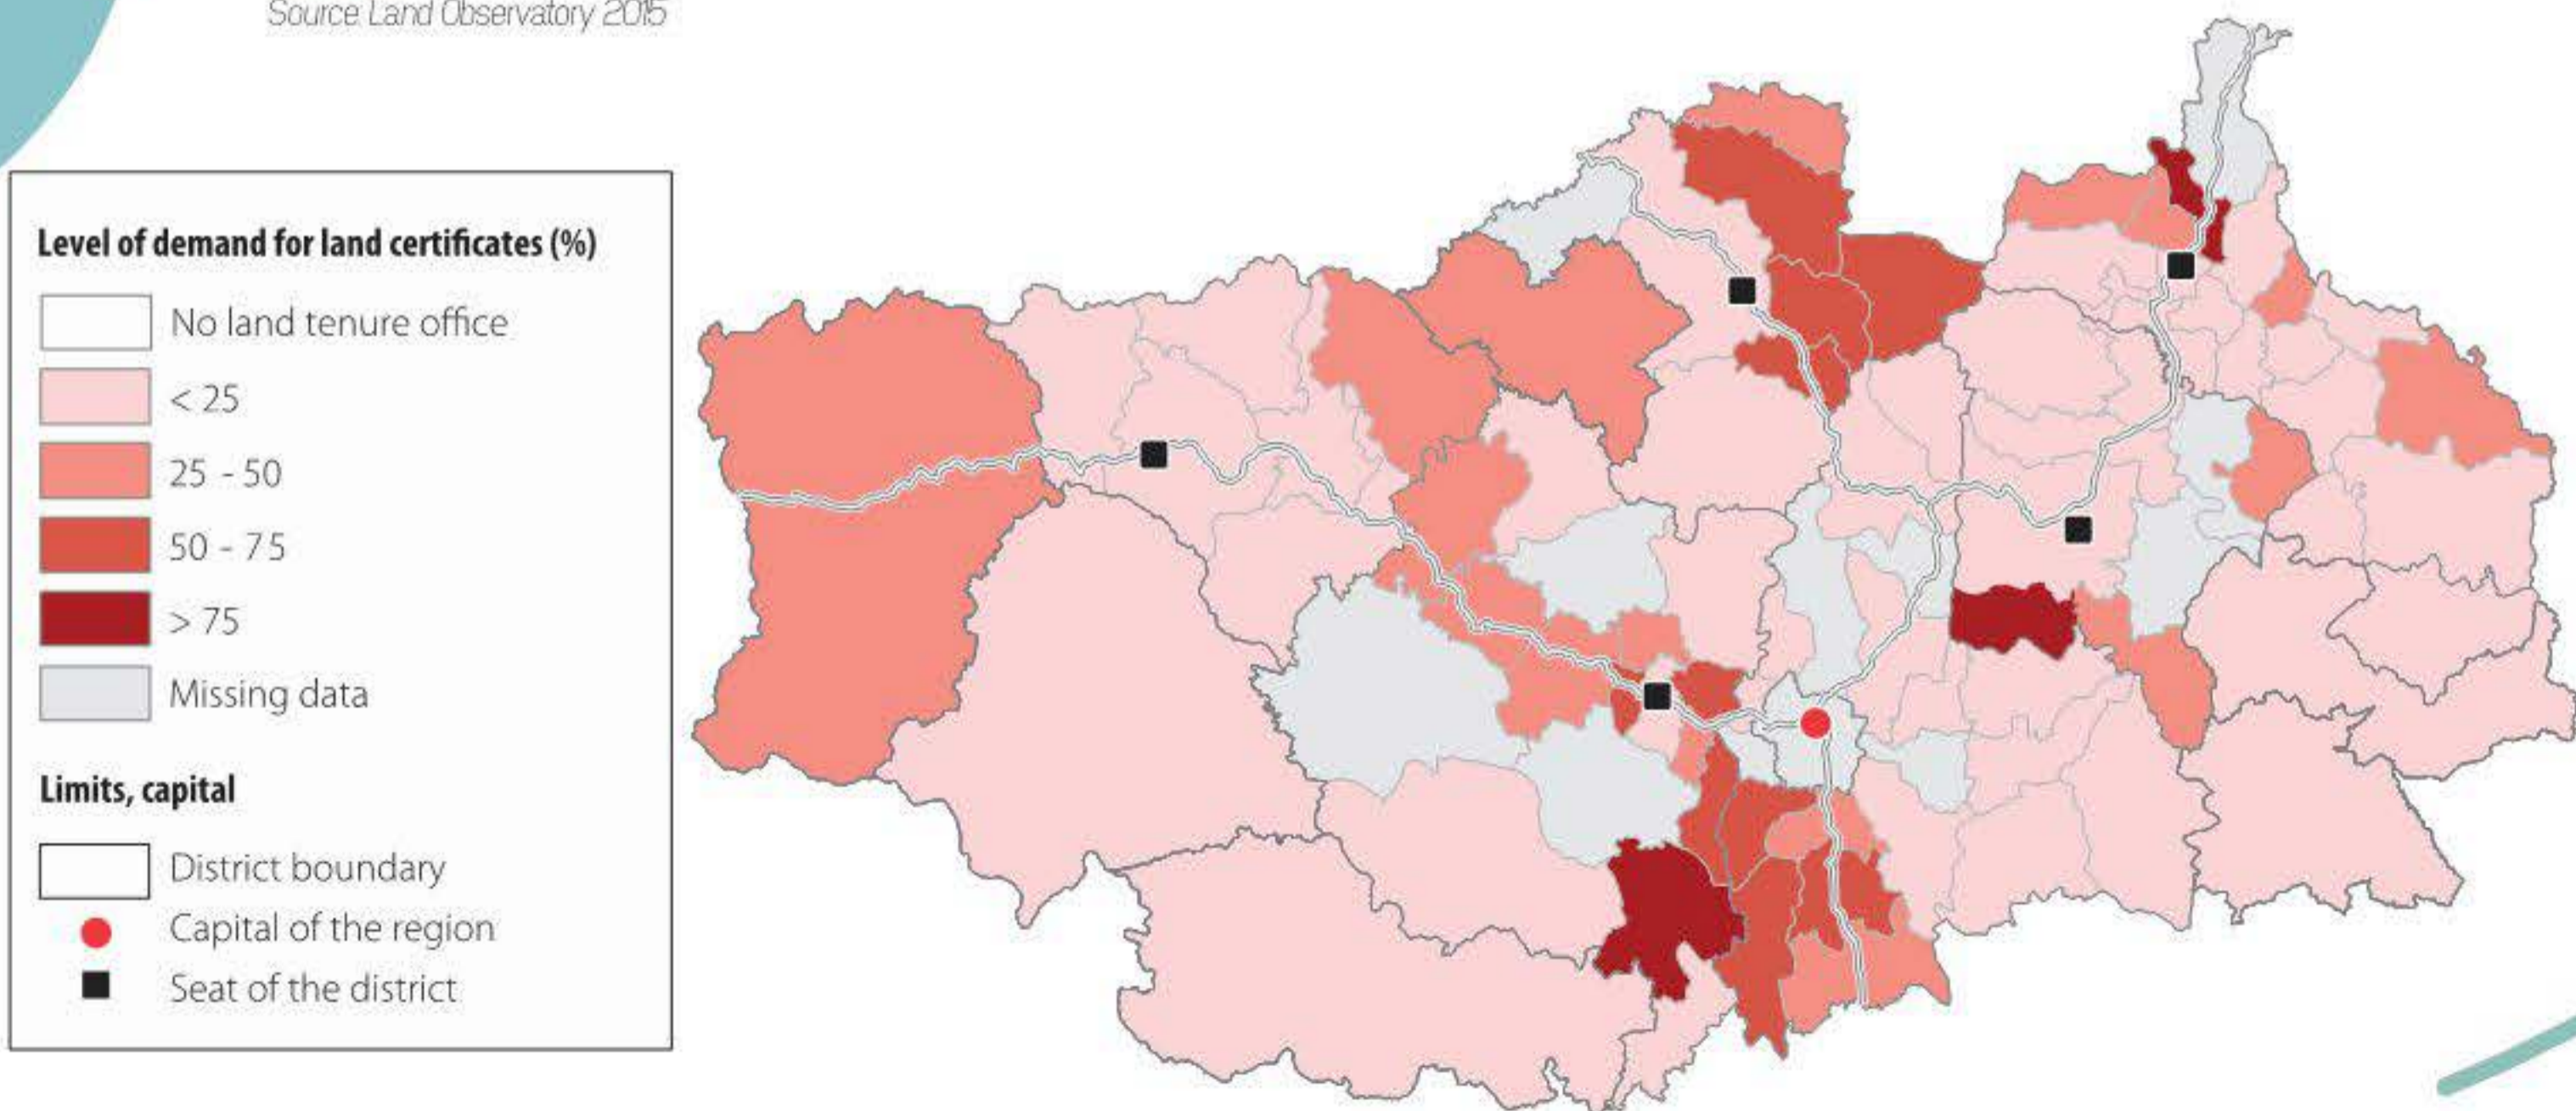 Source: Land Observatory 2015
Level of demand for land certificates (%)
No land tenure office
< 25
25 - 50
50 - 75
> 75
Missing data
Limits, capital
District boundary
Capital of the region
Seat of the district